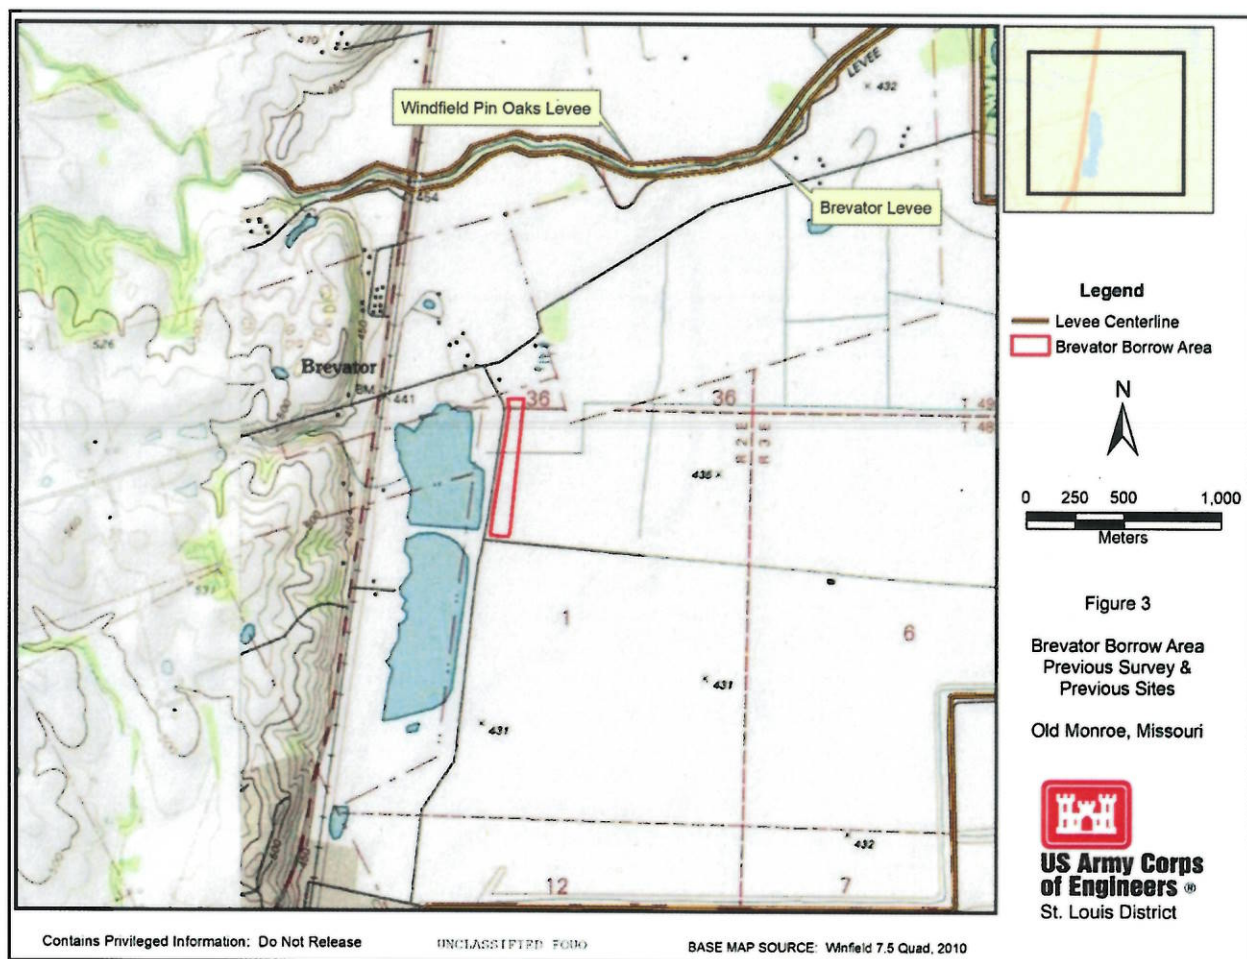 470
LEVEE
432
Windfield Pin Oaks Levee
454
Brevator Levee
Brevator
BM
441
450
526
36
36
T 49
T 48
R 2 E
R 3 E
435
1
6
431
431
432
12
7
Legend
Levee Centerline
Brevator Borrow Area
N
0 250 500 1,000
Meters
Figure 3
Brevator Borrow Area
Previous Survey &
Previous Sites
Old Monroe, Missouri
US Army Corps
of Engineers ®
St. Louis District
Contains Privileged Information: Do Not Release
UNCLASSIFIED FOUO
BASE MAP SOURCE: Winfield 7.5 Quad, 2010